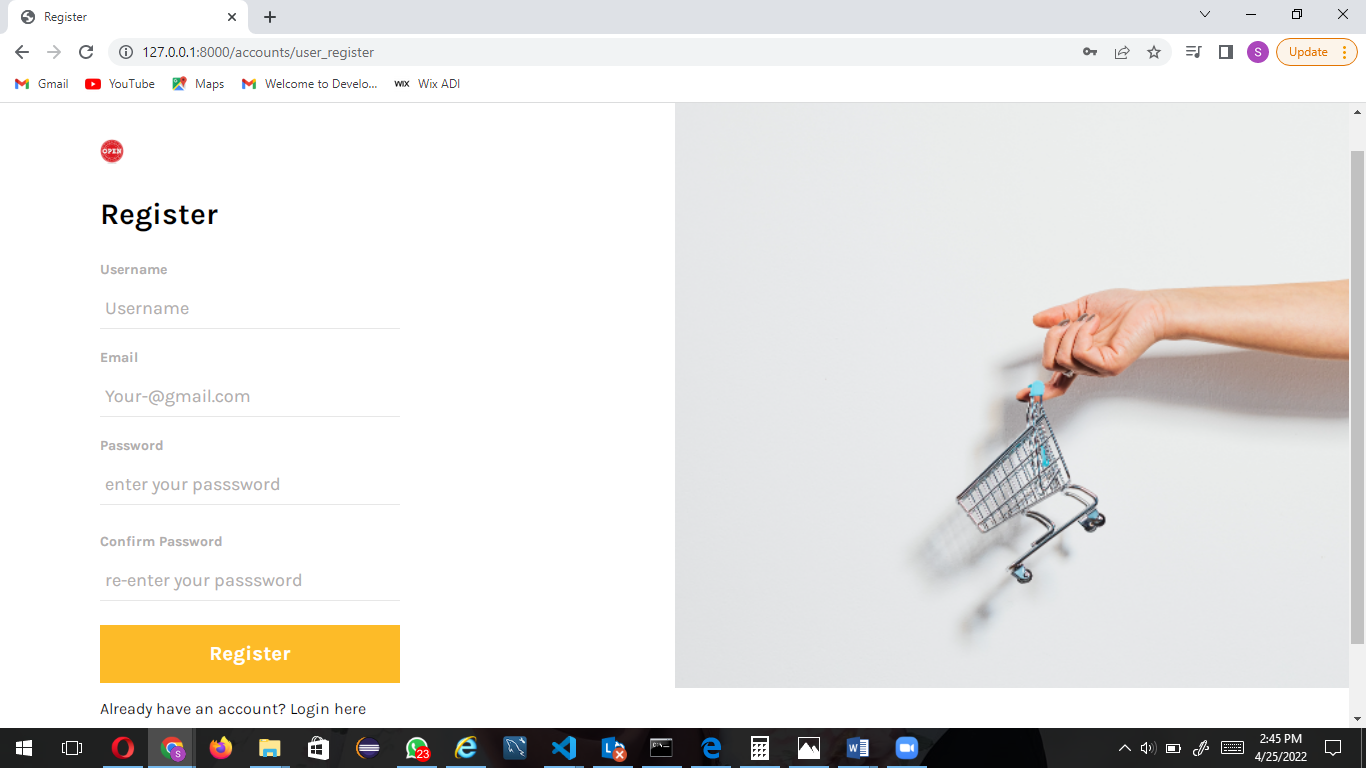 Register
127.0.0.1:8000/accounts/user_register
S
Update
Gmail
YouTube
Maps
Welcome to Develo...
WIX
Wix ADI
OPEN
Register
Username
Username
Email
Your-@gmail.com
Password
enter your passsword
Confirm Password
re-enter your passsword
Register
Already have an account? Login here
S
23
2:45 PM
4/25/2022